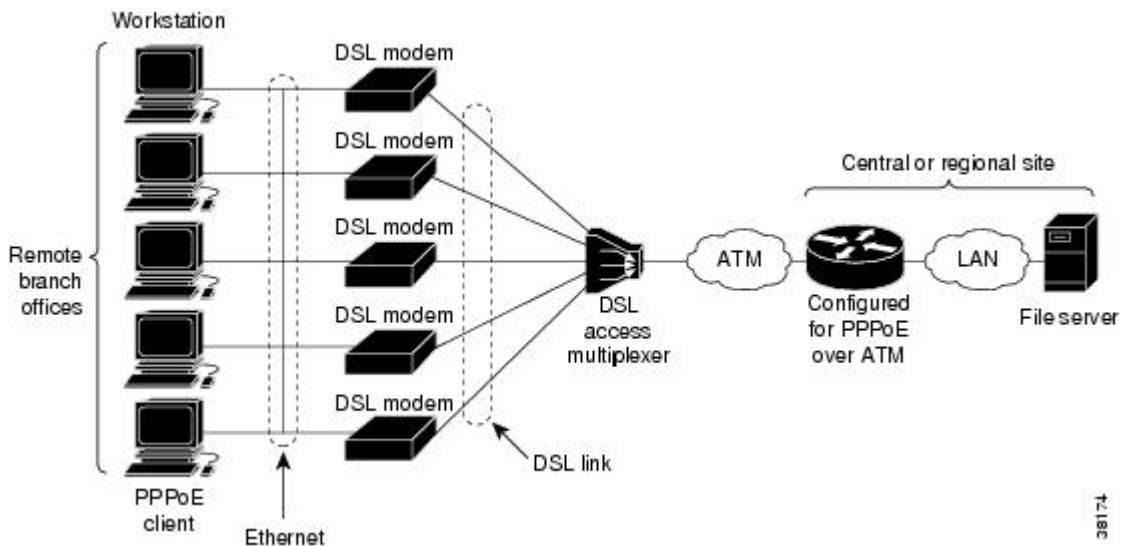 Workstation
DSL modem
DSL modem
DSL modem
DSL modem
DSL modem
Remote
branch
offices
PPPoE
client
Ethernet
DSL link
DSL
access
multiplexer
ATM
Central or regional site
Configured
for PPPoE
over ATM
LAN
File server
38174